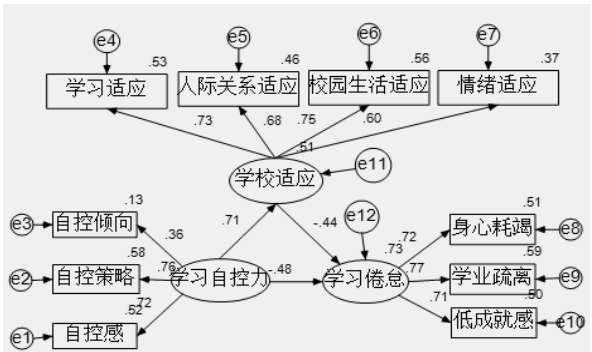 e4 e5 e6 e7
.53 .46 .56 .37
学习适应 人际关系适应 校园生活适应 情绪适应
.73 .68 .75 .60
.51
学校适应 e11
.13 .51
e3 自控倾向 .36 .71 -.44 e12 .72 身心耗竭 e8
.58 .73 .59
e2 自控策略 .76 学习自控力 -.48 学习倦怠 .77 学业疏离 e9
.52 .72 .71 .50
e1 自控感 低成就感 e10